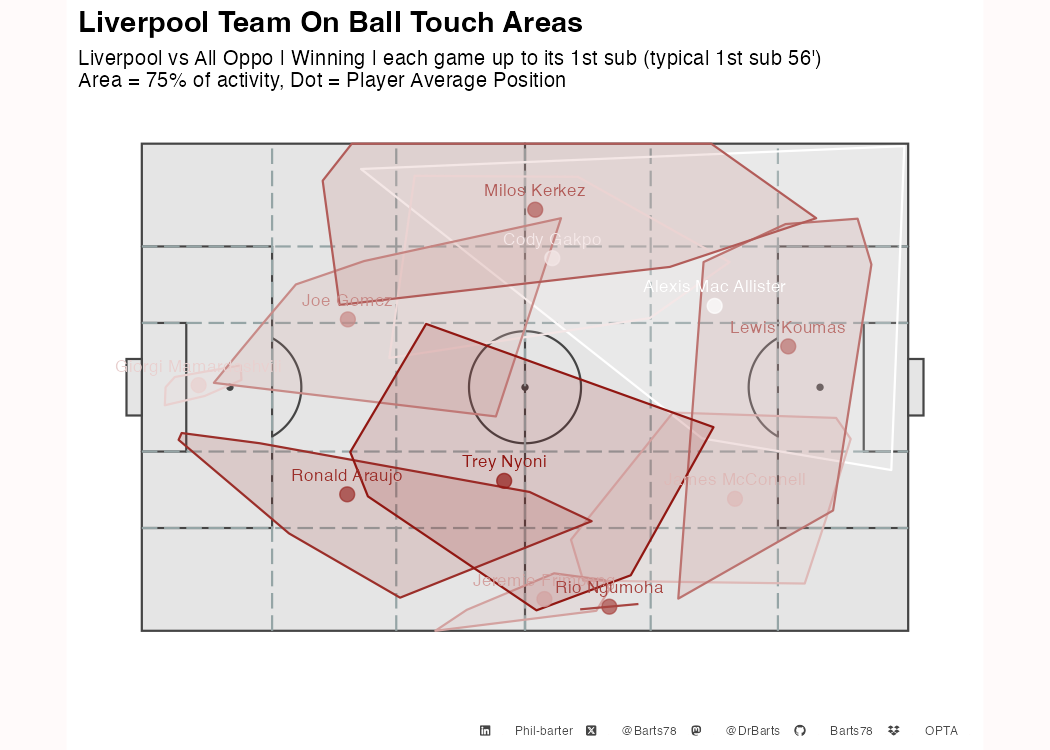 Liverpool Team On Ball Touch Areas
Liverpool vs All Oppo | Winning | each game up to its 1st sub (typical 1st sub 56')
Area = 75% of activity, Dot = Player Average Position
Milos Kerkez
Cody Gakpo
Alexis Mac Allister
Joe Gomez
Lewis Koumas
Giorgi
Trey Nyoni
Ronald Araujo
James McConnell
Jeremie
Rio Ngumoha
Phil-barter @Barts78 @DrBarts Barts78 OPTA